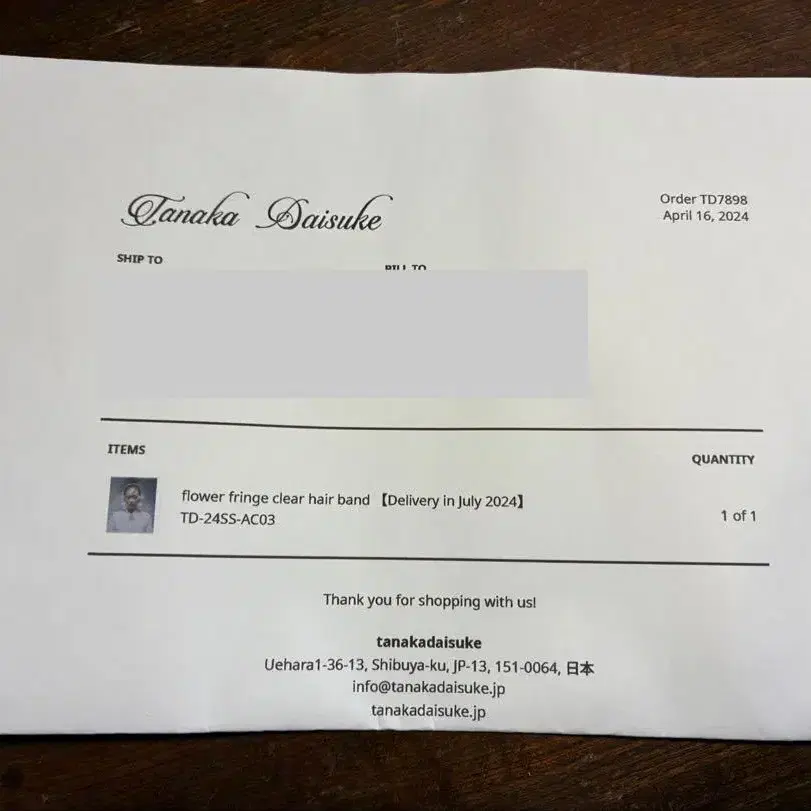 Tanaka Daisuke
Order TD7898
April 16, 2024
SHIP TO
BILL TO
ITEMS
QUANTITY
flower fringe clear hair band 【Delivery in July 2024】
TD-24SS-AC03
1 of 1
Thank you for shopping with us!
tanakadaisuke
Uehara1-36-13, Shibuya-ku, JP-13, 151-0064, 日本
info@tanakadaisuke.jp
tanakadaisuke.jp